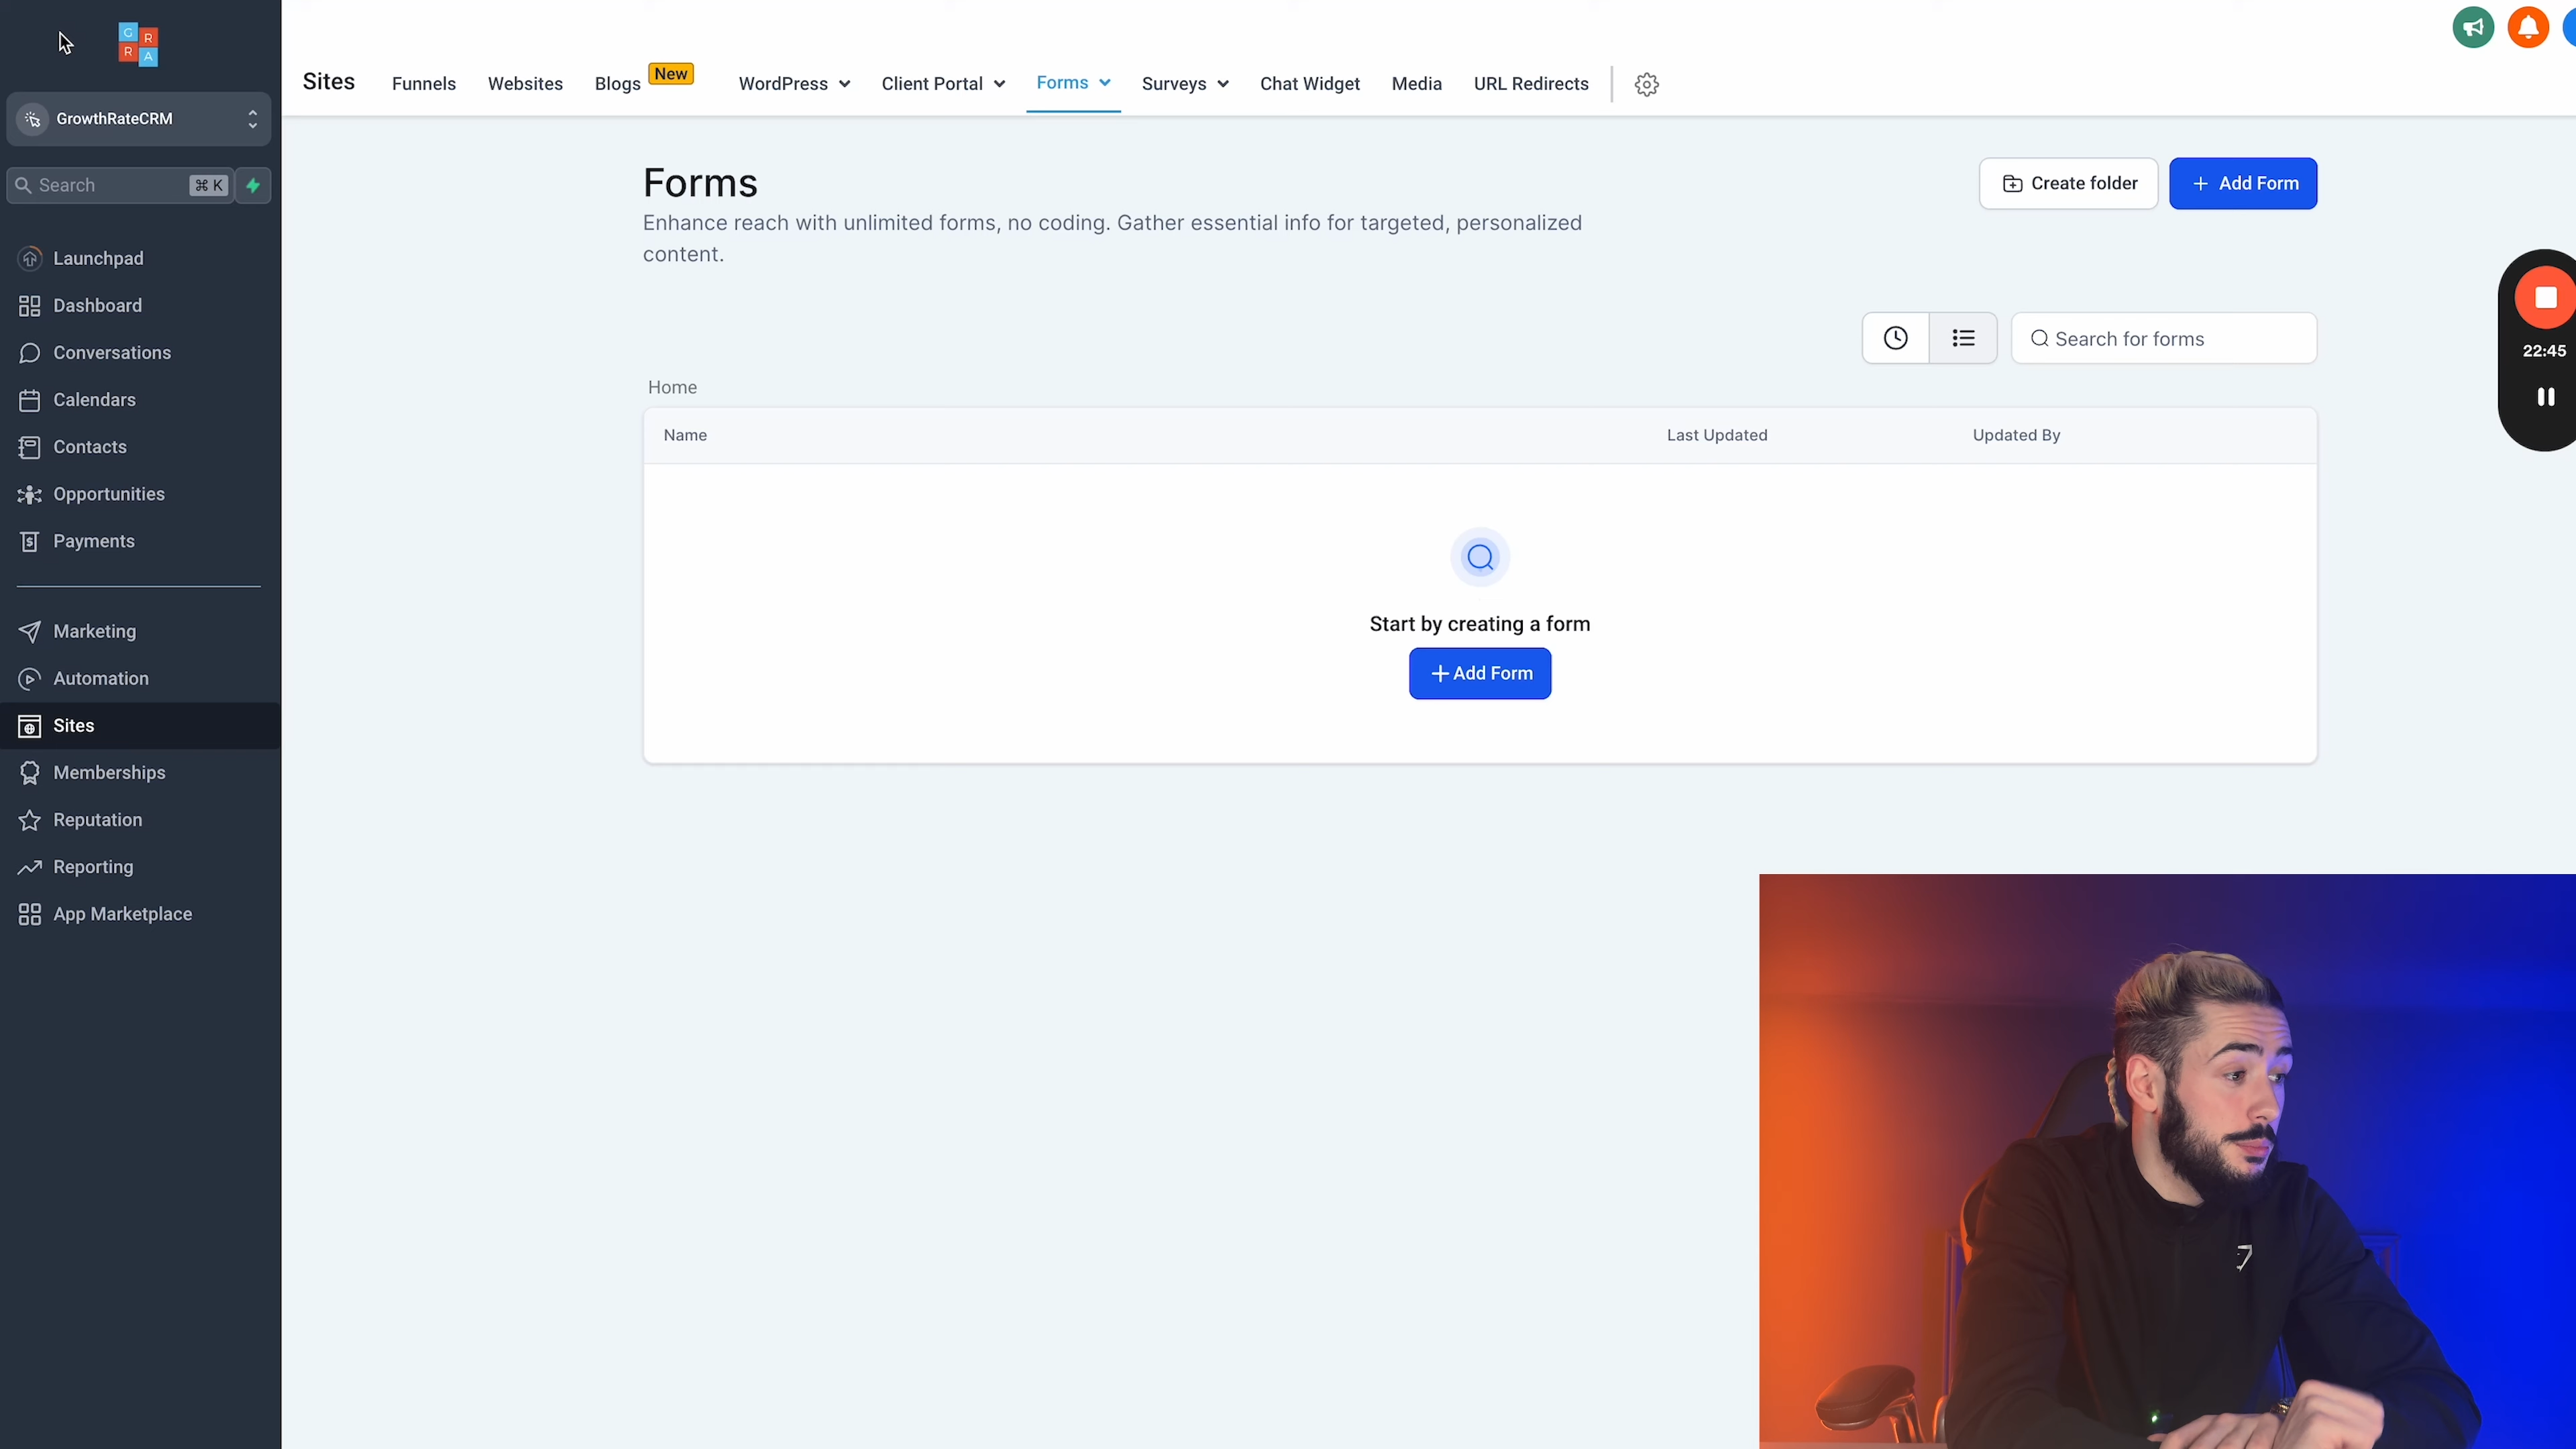 G R
R A
GrowthRateCRM
Search ⌘ K
Launchpad
Dashboard
Conversations
Calendars
Contacts
Opportunities
Payments
Marketing
Automation
Sites
Memberships
Reputation
Reporting
App Marketplace
Sites Funnels Websites Blogs New WordPress Client Portal Forms Surveys Chat Widget Media URL Redirects
Forms
Enhance reach with unlimited forms, no coding. Gather essential info for targeted, personalized
content.
Create folder + Add Form
Search for forms
Home
Name Last Updated Updated By
Start by creating a form
+ Add Form
22:45